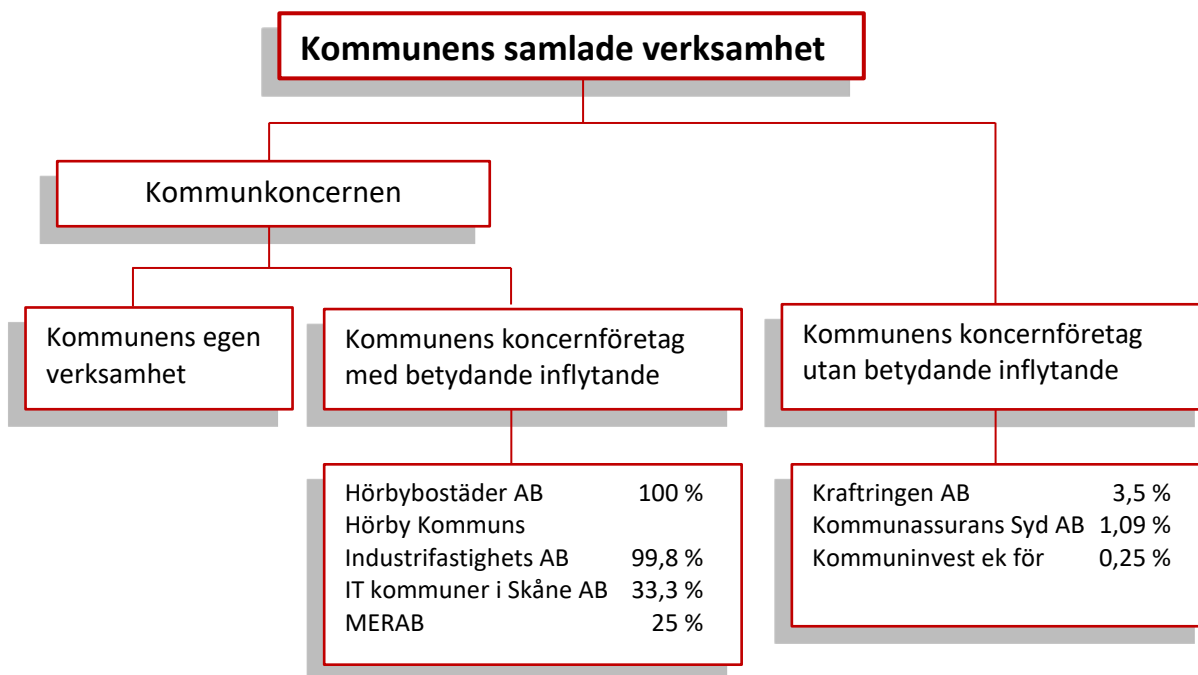 Kommunens samlade verksamhet
Kommunkoncernen
Kommunens egen
verksamhet
Kommunens koncernföretag
med betydande inflytande
Kommunens koncernföretag
utan betydande inflytande
Hörbybostäder AB 100 %
Hörby Kommuns
Industrifastighets AB 99,8 %
IT kommuner i Skåne AB 33,3 %
MERAB 25 %
Kraftringen AB 3,5 %
Kommunassurans Syd AB 1,09 %
Kommuninvest ek för 0,25 %